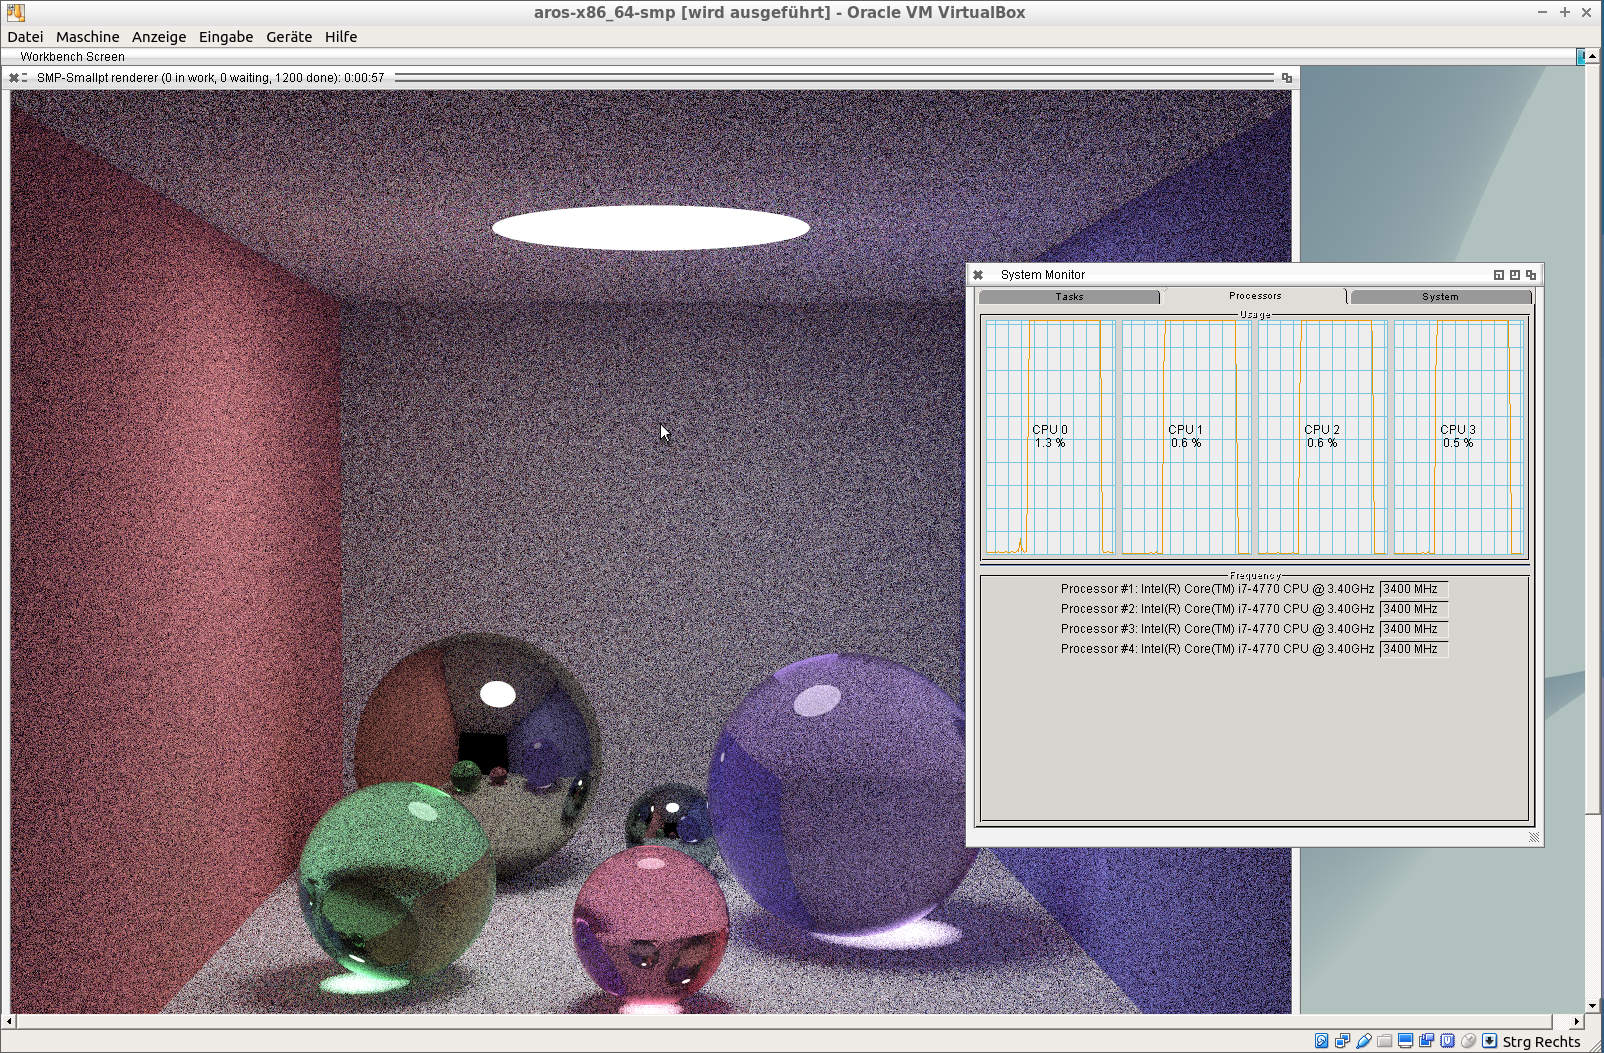 aros-x86_64-smp [wird ausgeführt] - Oracle VM VirtualBox
Datei Maschine Anzeige Eingabe Geräte Hilfe
Workbench Screen
SMP-Smallpt renderer (0 in work, 0 waiting, 1200 done): 0:00:57
System Monitor
Tasks Processors System
Usage
CPU 0 CPU 1 CPU 2 CPU 3
1.3 % 0.6 % 0.6 % 0.5 %
Frequency
Processor #1: Intel(R) Core(TM) i7-4770 CPU @ 3.40GHz 3400 MHz
Processor #2: Intel(R) Core(TM) i7-4770 CPU @ 3.40GHz 3400 MHz
Processor #3: Intel(R) Core(TM) i7-4770 CPU @ 3.40GHz 3400 MHz
Processor #4: Intel(R) Core(TM) i7-4770 CPU @ 3.40GHz 3400 MHz
Strg Rechts